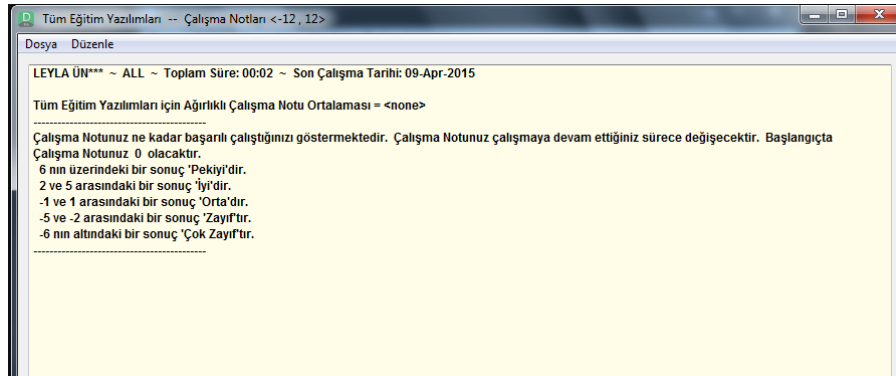 Tüm Eğitim Yazılımları -- Çalışma Notları <-12 , 12>
Dosya Düzenle
LEYLA ÜN*** ~ ALL ~ Toplam Süre: 00:02 ~ Son Çalışma Tarihi: 09-Apr-2015
Tüm Eğitim Yazılımları için Ağırlıklı Çalışma Notu Ortalaması = <none>
-------------------------------------------
Çalışma Notunuz ne kadar başarılı çalıştığınızı göstermektedir. Çalışma Notunuz çalışmaya devam ettiğiniz sürece değişecektir. Başlangıçta
Çalışma Notunuz 0 olacaktır.
6 nın üzerindeki bir sonuç 'Pekiyi'dir.
2 ve 5 arasındaki bir sonuç 'İyi'dir.
-1 ve 1 arasındaki bir sonuç 'Orta'dır.
-5 ve -2 arasındaki bir sonuç 'Zayıf'tır.
-6 nın altındaki bir sonuç 'Çok Zayıf'tır.
-------------------------------------------